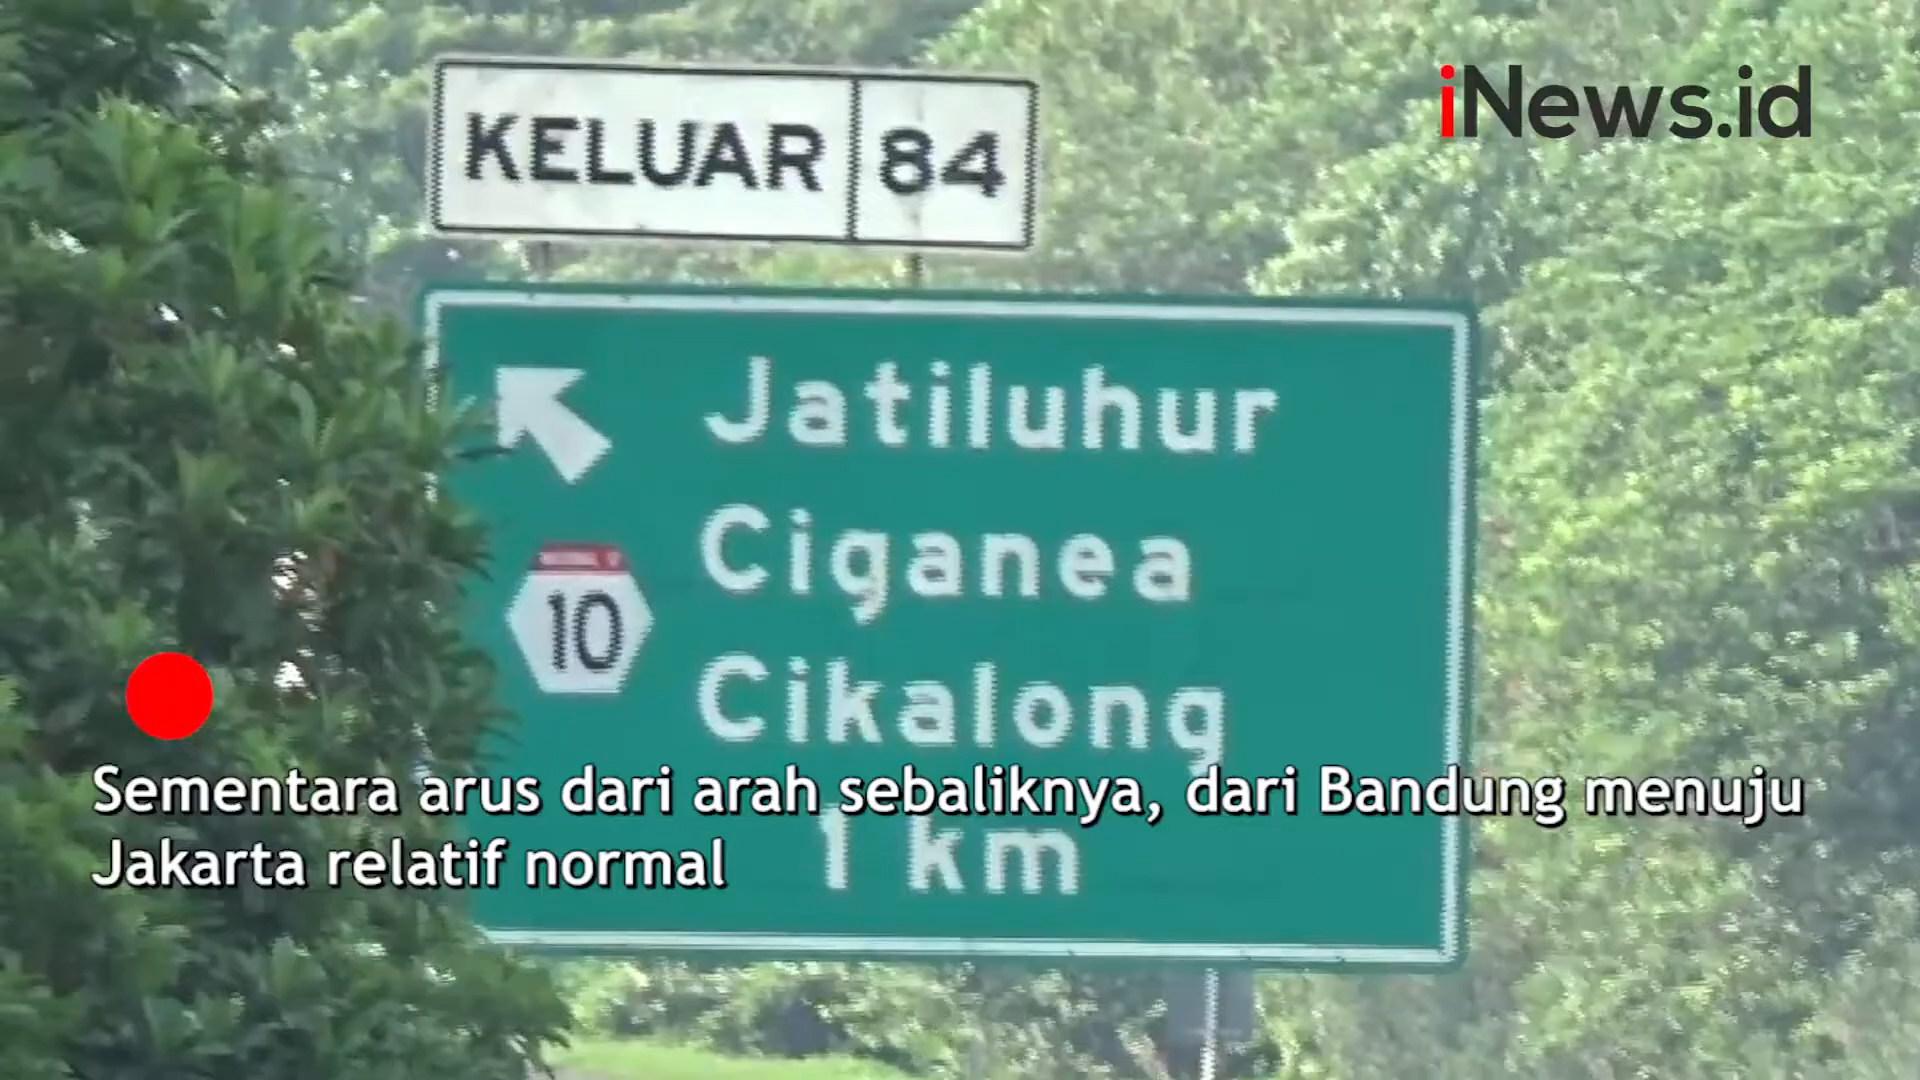 iNews.id
KELUAR 84
Jatiluhur
Ciganea
10
Cikalong
1 km
Sementara arus dari arah sebaliknya, dari Bandung menuju
Jakarta relatif normal